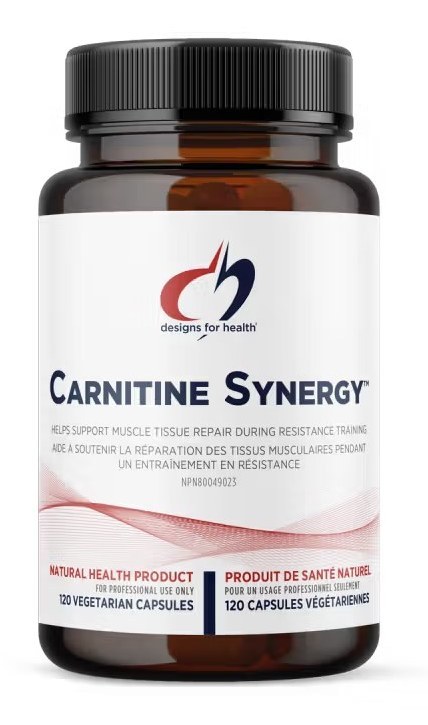 designs for health®
CARNITINE SYNERGY™
HELPS SUPPORT MUSCLE TISSUE REPAIR DURING RESISTANCE TRAINING
AIDE À SOUTENIR LA RÉPARATION DES TISSUS MUSCULAIRES PENDANT
UN ENTRAÎNEMENT EN RÉSISTANCE
NPN80049023
NATURAL HEALTH PRODUCT
FOR PROFESSIONAL USE ONLY
120 VEGETARIAN CAPSULES
PRODUIT DE SANTÉ NATUREL
POUR UN USAGE PROFESSIONNEL SEULEMENT
120 CAPSULES VÉGÉTARIENNES